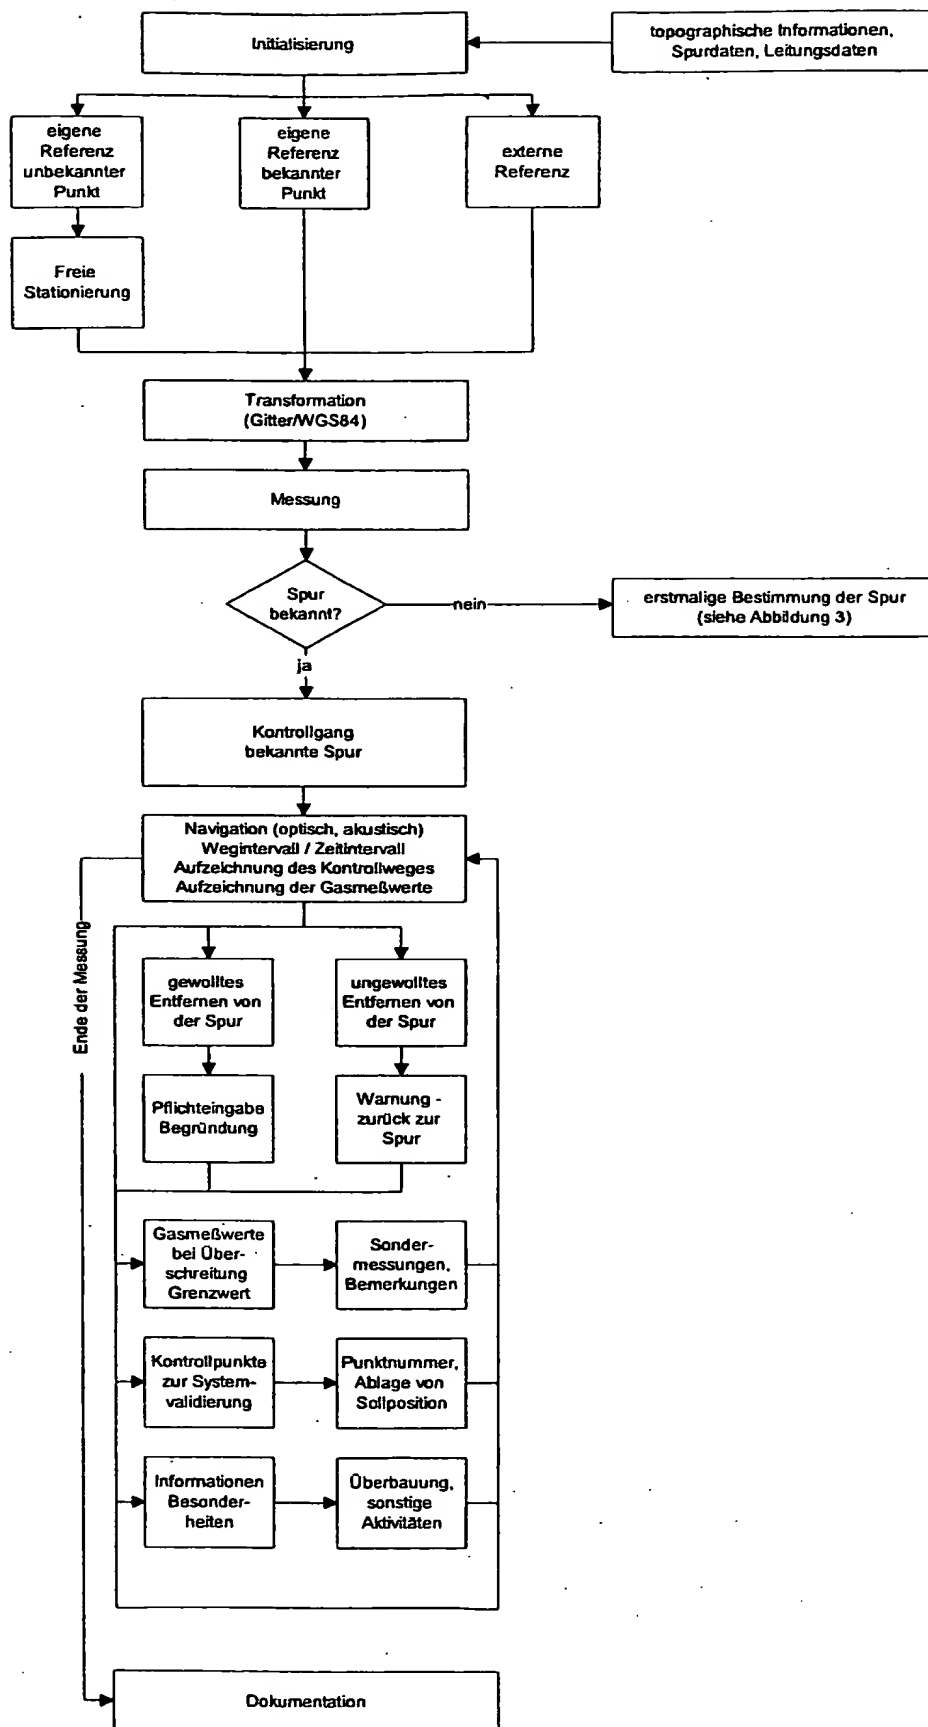 Initialisierung
topographische Informationen,
Spurdaten, Leitungsdaten
eigene
Referenz
unbekannter
Punkt
eigene
Referenz
bekannter
Punkt
externe
Referenz
Freie
Stationierung
Transformation
(Gitter/WGS84)
Messung
Spur
bekannt?
nein
erstmalige Bestimmung der Spur
(siehe Abbildung 3)
ja
Kontrollgang
bekannte Spur
Navigation (optisch, akustisch)
Wegintervall / Zeitintervall
Aufzeichnung des Kontrollweges
Aufzeichnung der Gasmeßwerte
Ende der Messung
gewolltes
Entfernen von
der Spur
ungewolltes
Entfernen von
der Spur
Pflichteingabe
Begründung
Warnung -
zurück zur
Spur
Gasmeßwerte
bei Über-
schreitung
Grenzwert
Sonder-
messungen,
Bemerkungen
Kontrollpunkte
zur System-
validierung
Punktnummer,
Ablage von
Sollposition
Informationen
Besonder-
heiten
Überbauung,
sonstige
Aktivitäten
Dokumentation